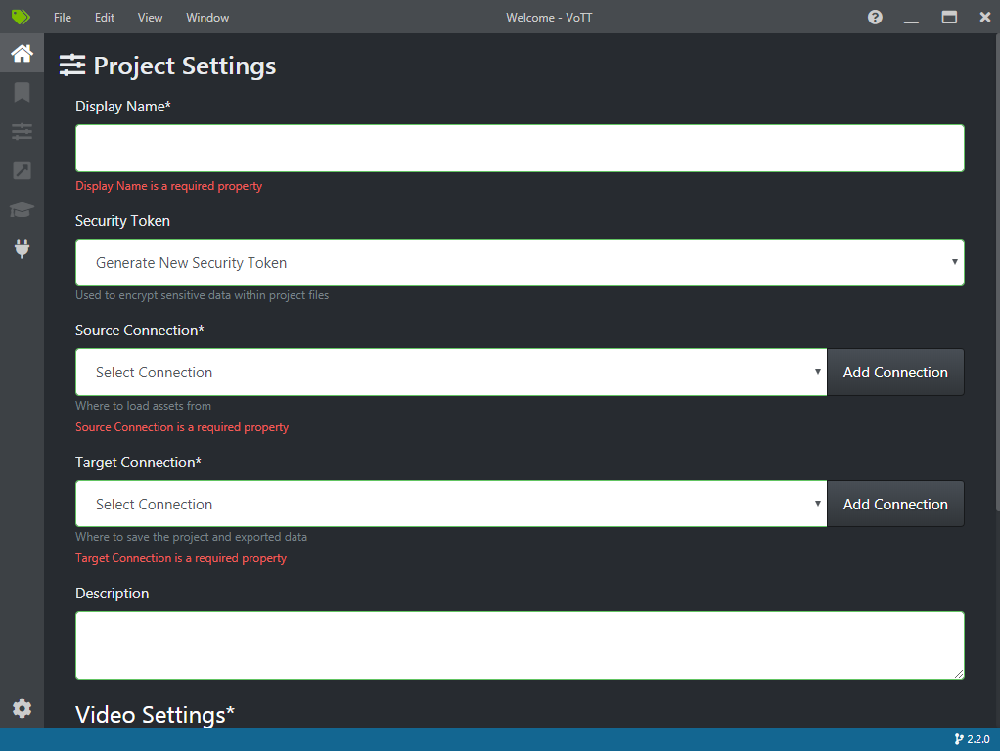 File Edit View Window Welcome - VoTT
Project Settings
Display Name*
Display Name is a required property
Security Token
Generate New Security Token
Used to encrypt sensitive data within project files
Source Connection*
Select Connection Add Connection
Where to load assets from
Source Connection is a required property
Target Connection*
Select Connection Add Connection
Where to save the project and exported data
Target Connection is a required property
Description
Video Settings*
2.2.0